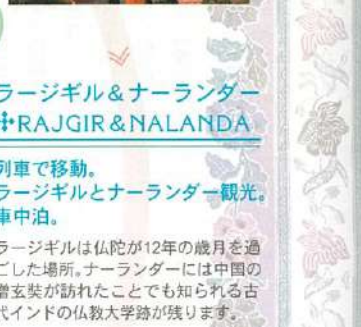 ラージギル&ナーランダー
RAJGIR&NALANDA
列車で移動。
ラージギルとナーランダー観光。
車中泊。
ラージギルは仏陀が12年の歳月を過
ごした場所。ナーランダーには中国の
僧玄奘が訪れたことでも知られる古
代インドの仏教大学跡が残ります。